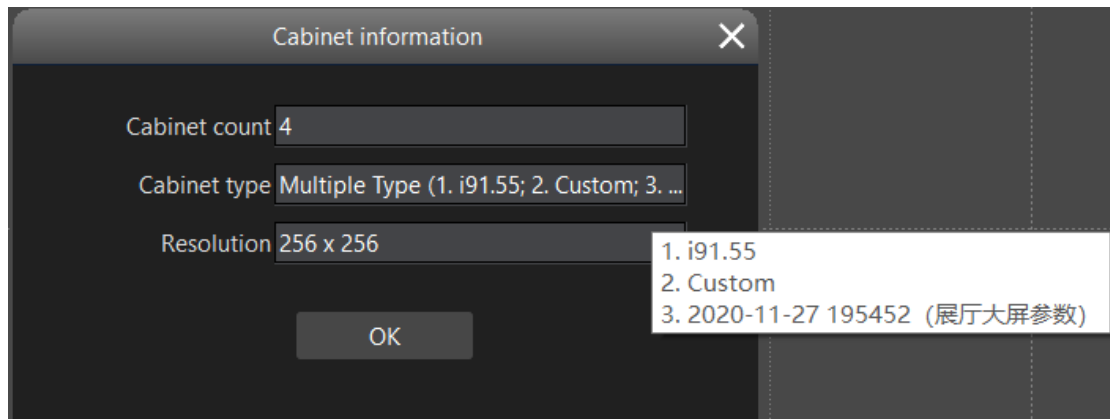 Cabinet information
Cabinet count 4
Cabinet type Multiple Type (1. i91.55; 2. Custom; 3. ...
Resolution 256 x 256
1. i91.55
2. Custom
3. 2020-11-27 195452 (展厅大屏参数)
OK